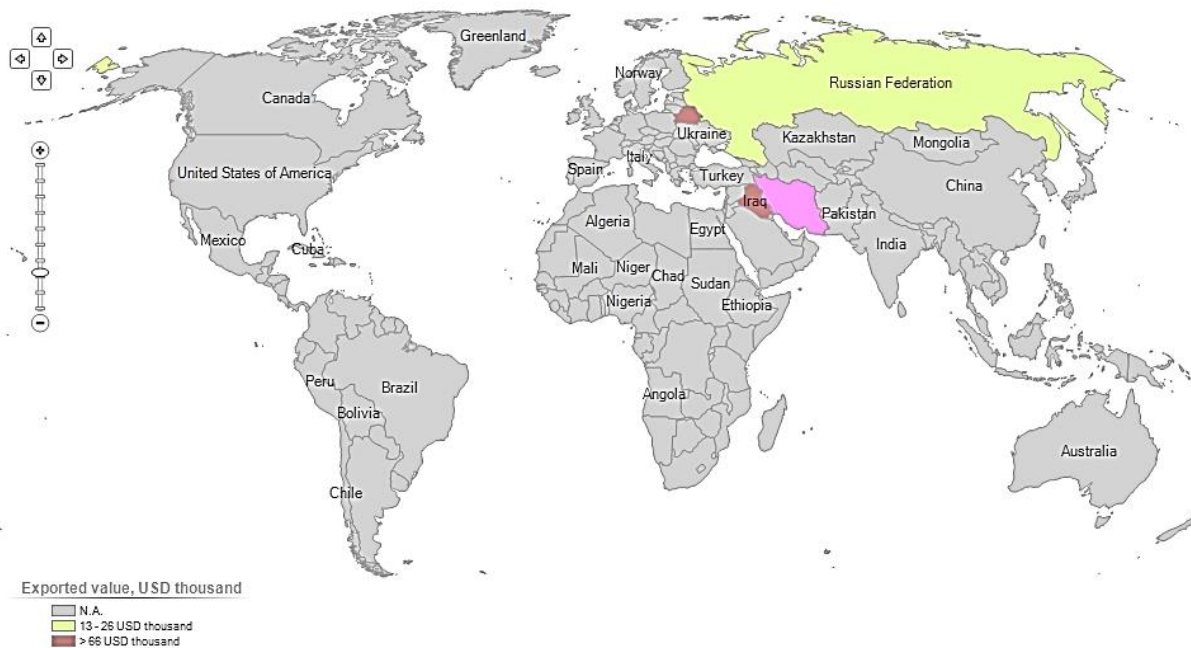 Greenland
Norway
Russian Federation
Canada
Ukraine
Kazakhstan
Mongolia
Italy
Spain
Turkey
United States of America
China
Iraq
Pakistan
Algeria
Egypt
Mexico
Cuba
India
Mali
Niger
Chad
Sudan
Nigeria
Ethiopia
Peru
Brazil
Angola
Bolivia
Australia
Chile
Exported value, USD thousand
N.A.
13 - 26 USD thousand
> 66 USD thousand